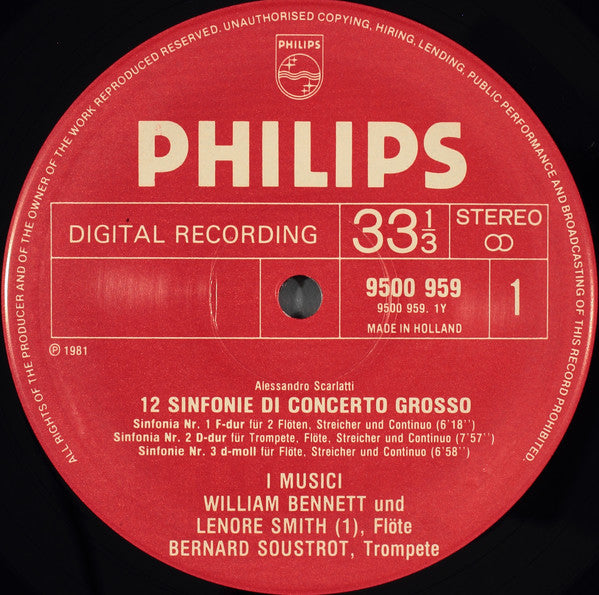 ALL RIGHTS OF THE PRODUCER AND OF THE OWNER OF THE WORK REPRODUCED RESERVED. UNAUTHORISED COPYING, HIRING, LENDING, PUBLIC PERFORMANCE AND BROADCASTING OF THIS RECORD PROHIBITED.
PHILIPS
PHILIPS
DIGITAL RECORDING
33 1/3
STEREO
9500 959
9500 959. 1Y
MADE IN HOLLAND
1
℗ 1981
Alessandro Scarlatti
12 SINFONIE DI CONCERTO GROSSO
Sinfonia Nr. 1 F-dur für 2 Flöten, Streicher und Continuo (6'18'')
Sinfonia Nr. 2 D-dur für Trompete, Flöte, Streicher und Continuo (7'57'')
Sinfonie Nr. 3 d-moll für Flöte, Streicher und Continuo (6'58'')
I MUSICI
WILLIAM BENNETT und
LENORE SMITH (1), Flöte
BERNARD SOUSTROT, Trompete